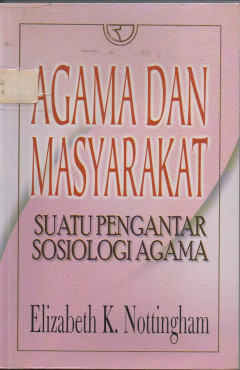 AGAMA DAN
MASYARAKAT
SUATU PENGANTAR
SOSIOLOGI AGAMA
Elizabeth K. Nottingham